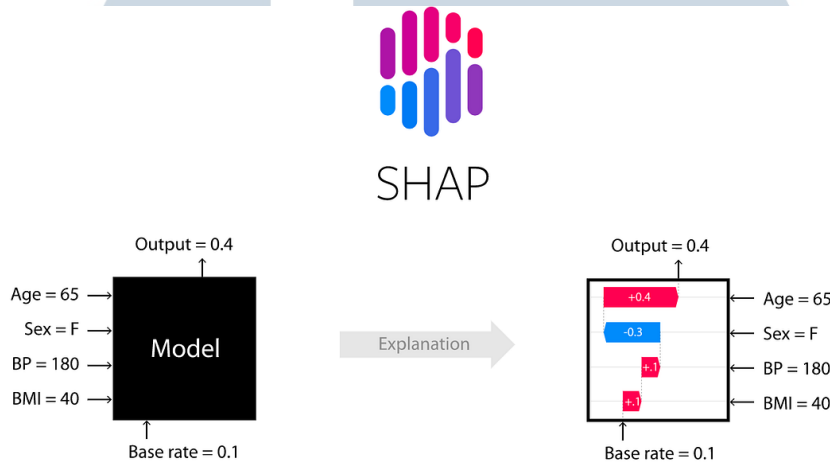 SHAP
Output = 0.4
Age = 65
Sex = F
BP = 180
BMI = 40
Model
Base rate = 0.1
Explanation
Output = 0.4
+0.4
Age = 65
-0.3
Sex = F
+.1
BP = 180
+.1
BMI = 40
Base rate = 0.1